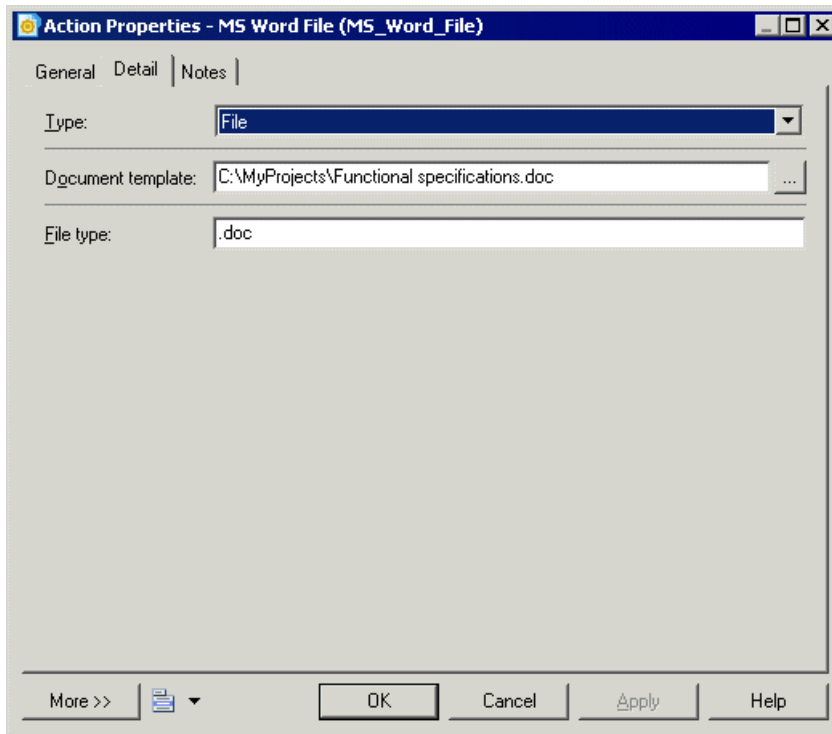 Action Properties - MS Word File (MS_Word_File)
General Detail Notes
Type: File
Document template: C:\MyProjects\Functional specifications.doc ...
File type: .doc
More >> OK Cancel Apply Help